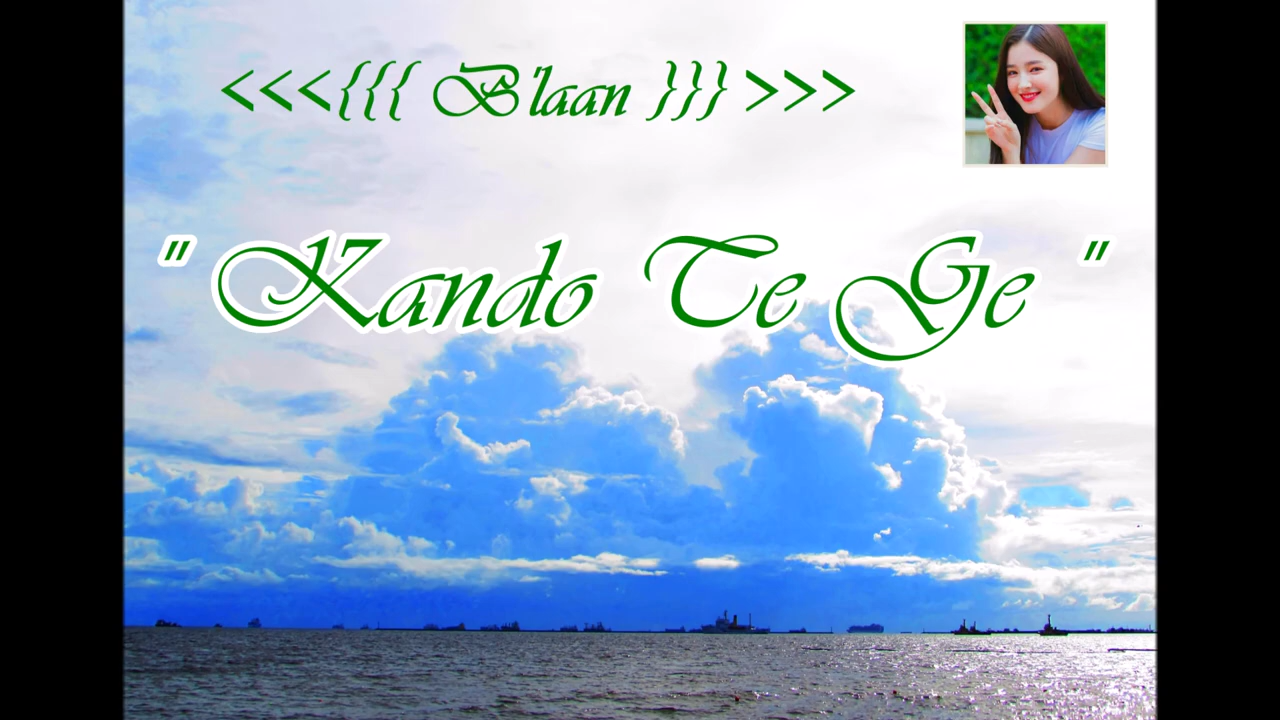 <<<{{{ B'laan }}}>>>
" Kando Te Ge "